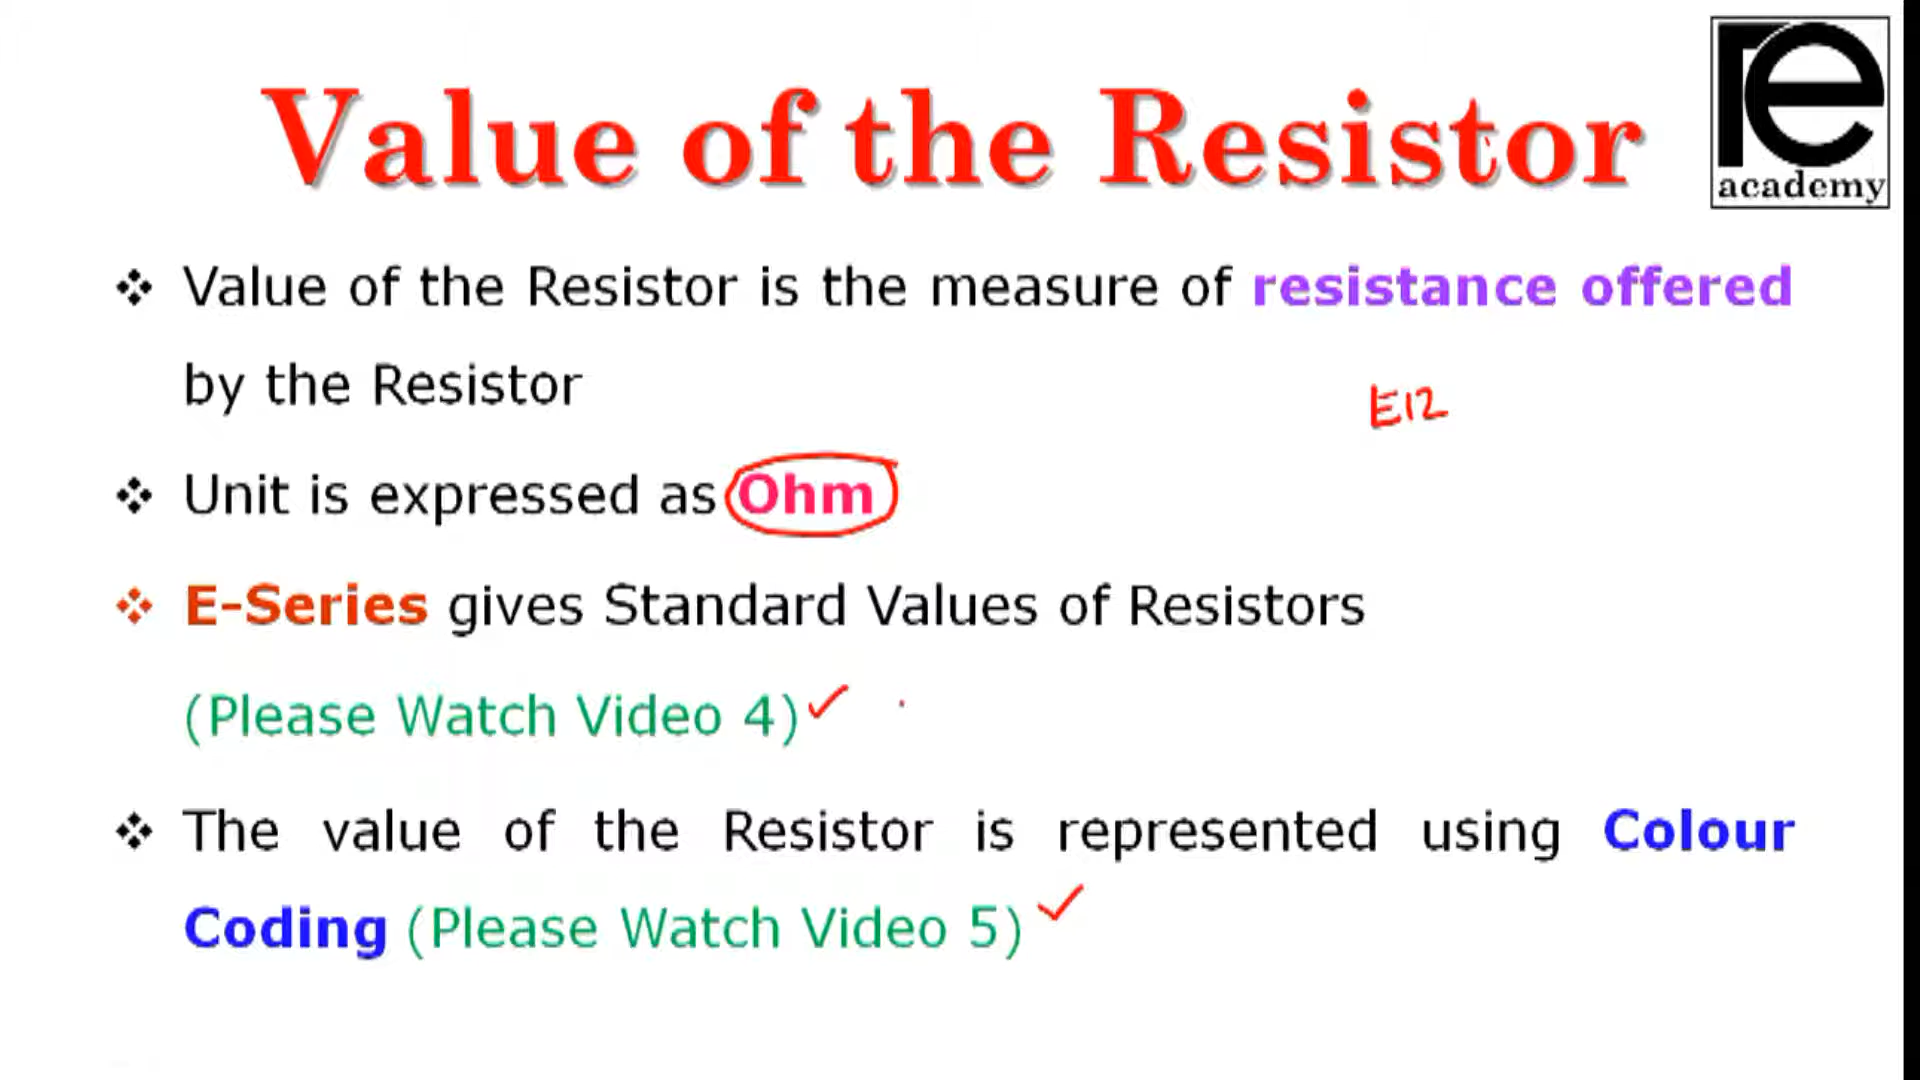 Value of the Resistor
re
academy
❖ Value of the Resistor is the measure of resistance offered
by the Resistor
E12
❖ Unit is expressed as Ohm
❖ E-Series gives Standard Values of Resistors
(Please Watch Video 4)✓
❖ The value of the Resistor is represented using Colour
Coding (Please Watch Video 5) ✓